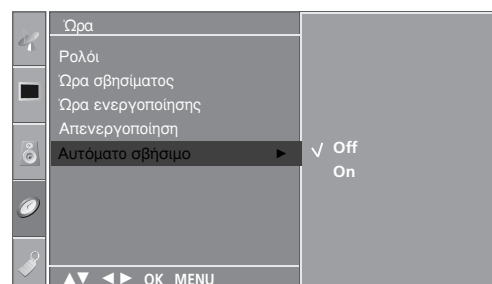 Ώρα
Ρολόι
Ώρα σβησίματος
Ώρα ενεργοποίησης
Απενεργοποίηση
Αυτόματο σβήσιμο ►
√ Off
On
▲▼ ◄► OK MENU